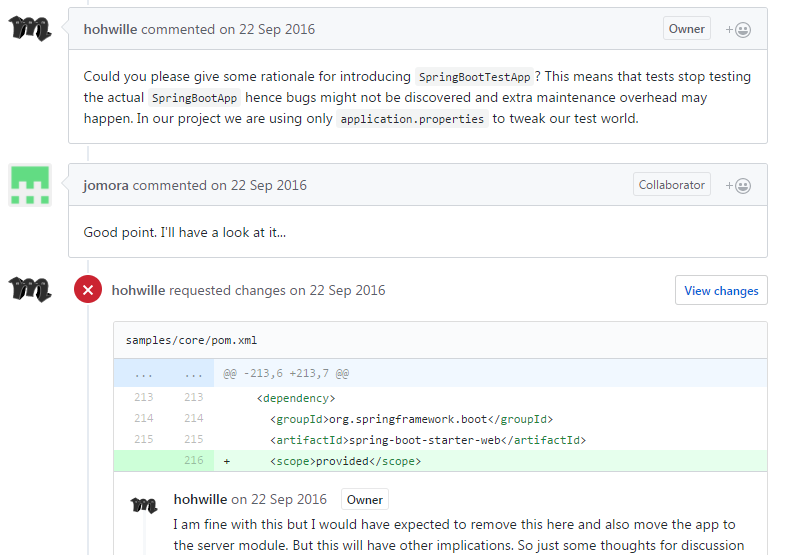 hohwille commented on 22 Sep 2016 Owner +
Could you please give some rationale for introducing SpringBootTestApp? This means that tests stop testing
the actual SpringBootApp hence bugs might not be discovered and extra maintenance overhead may
happen. In our project we are using only application.properties to tweak our test world.
jomora commented on 22 Sep 2016 Collaborator +
Good point. I'll have a look at it...
hohwille requested changes on 22 Sep 2016 View changes
samples/core/pom.xml
... ... @@ -213,6 +213,7 @@
213 213 <dependency>
214 214 <groupId>org.springframework.boot</groupId>
215 215 <artifactId>spring-boot-starter-web</artifactId>
216 + <scope>provided</scope>
hohwille on 22 Sep 2016 Owner
I am fine with this but I would have expected to remove this here and also move the app to
the server module. But this will have other implications. So just some thoughts for discussion